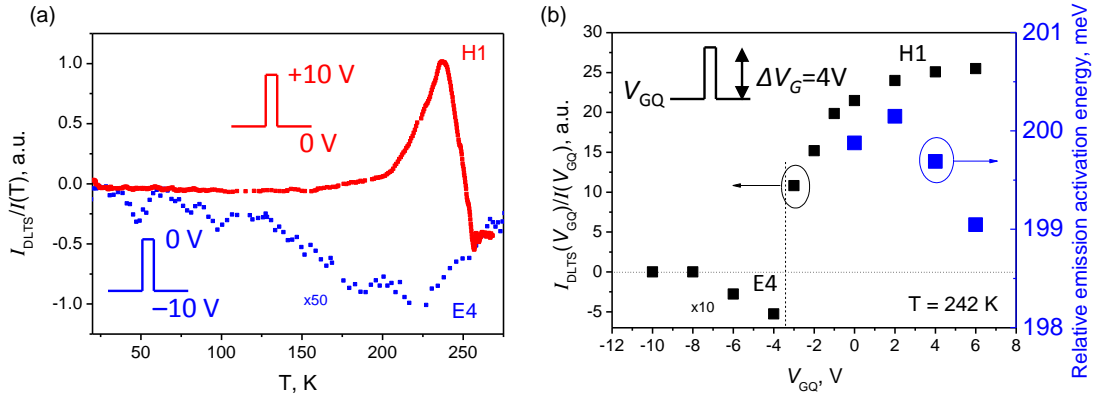 (a)
H1
+10 V
0 V
1.0
0.5
0.0
-0.5
-1.0
I_DLTS/I(T), a.u.
0 V
−10 V
x50
E4
50 100 150 200 250
T, K
(b)
30
25
20
15
10
5
0
-5
I_DLTS(V_GQ)/I(V_GQ), a.u.
V_GQ
ΔV_G=4V
H1
E4
x10
T = 242 K
-12 -10 -8 -6 -4 -2 0 2 4 6 8
V_GQ, V
201
200
199
198
Relative emission activation energy, meV